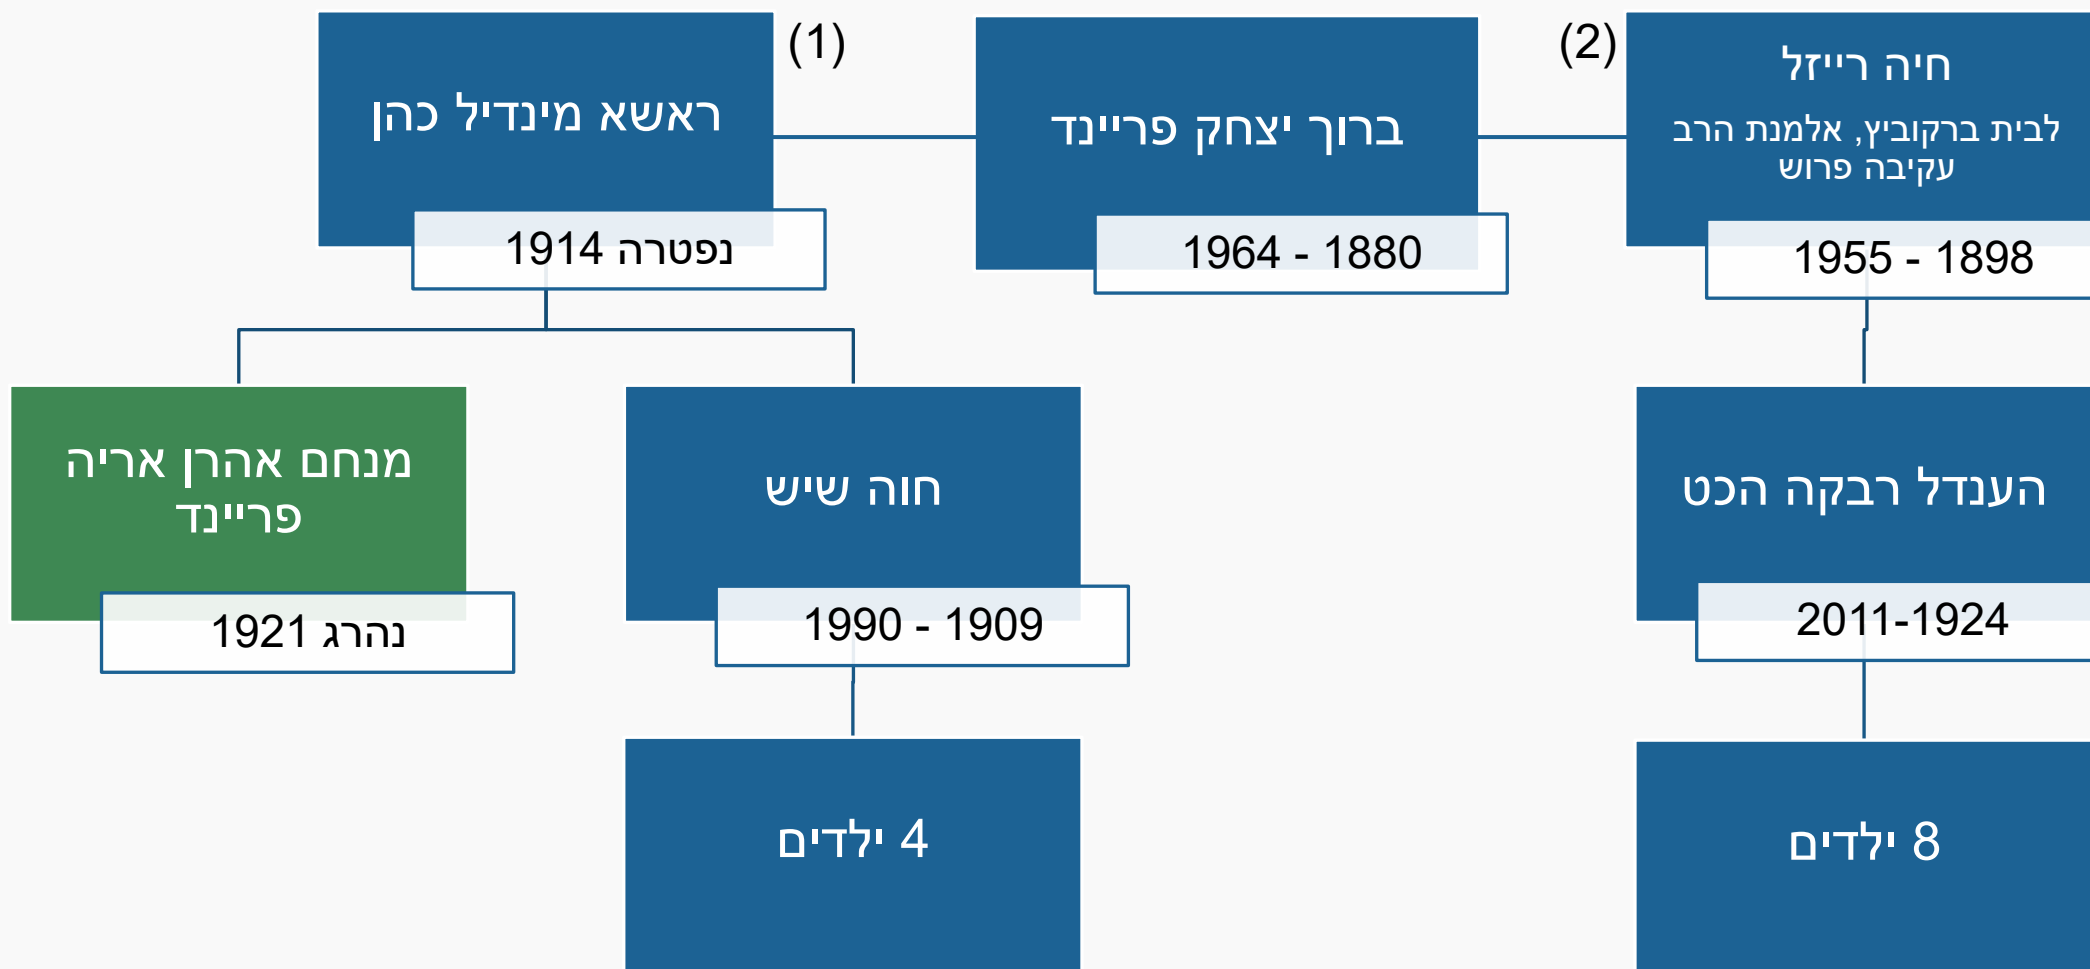 חיה רייזל
לבית ברקוביץ, אלמנת הרב
עקיבה פרוש
1898 - 1955
(2)
ברוך יצחק פריינד
1880 - 1964
(1)
ראשא מינדיל כהן
נפטרה 1914
הענדל רבקה הכט
2011-1924
חוה שיש
1909 - 1990
מנחם אהרן אריה
פריינד
נהרג 1921
8 ילדים
4 ילדים